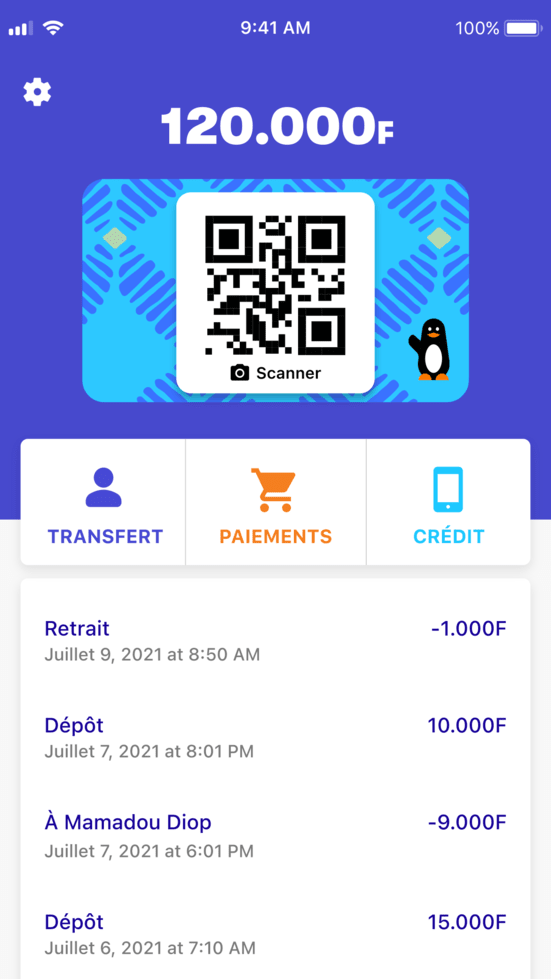 9:41 AM
100%
120.000F
Scanner
TRANSFERT
PAIEMENTS
CRÉDIT
Retrait
-1.000F
Juillet 9, 2021 at 8:50 AM
Dépôt
10.000F
Juillet 7, 2021 at 8:01 PM
À Mamadou Diop
-9.000F
Juillet 7, 2021 at 6:01 PM
Dépôt
15.000F
Juillet 6, 2021 at 7:10 AM